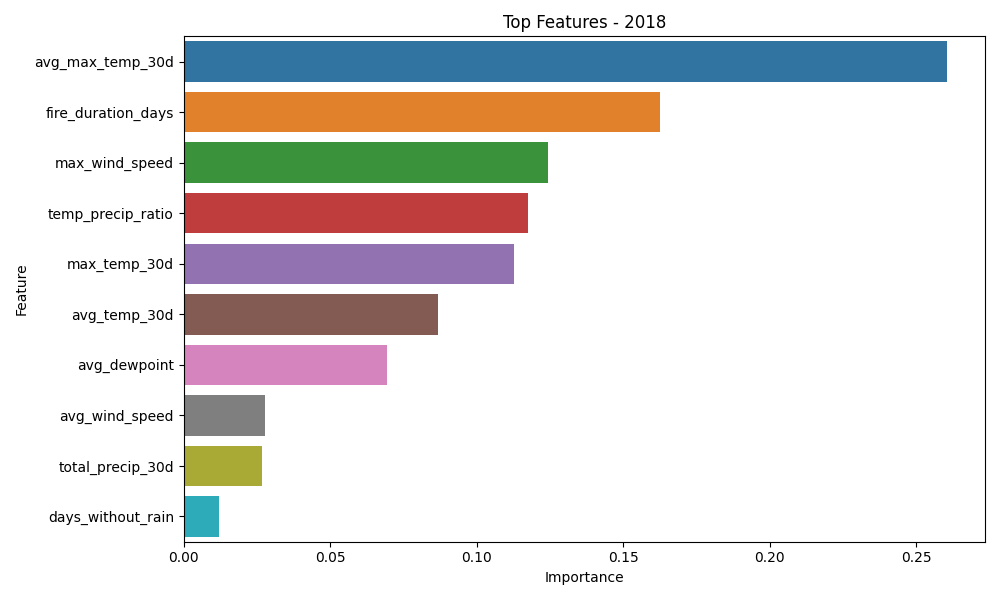 Top Features - 2018
avg_max_temp_30d
fire_duration_days
max_wind_speed
temp_precip_ratio
max_temp_30d
avg_temp_30d
avg_dewpoint
avg_wind_speed
total_precip_30d
days_without_rain
Feature
0.00 0.05 0.10 0.15 0.20 0.25
Importance